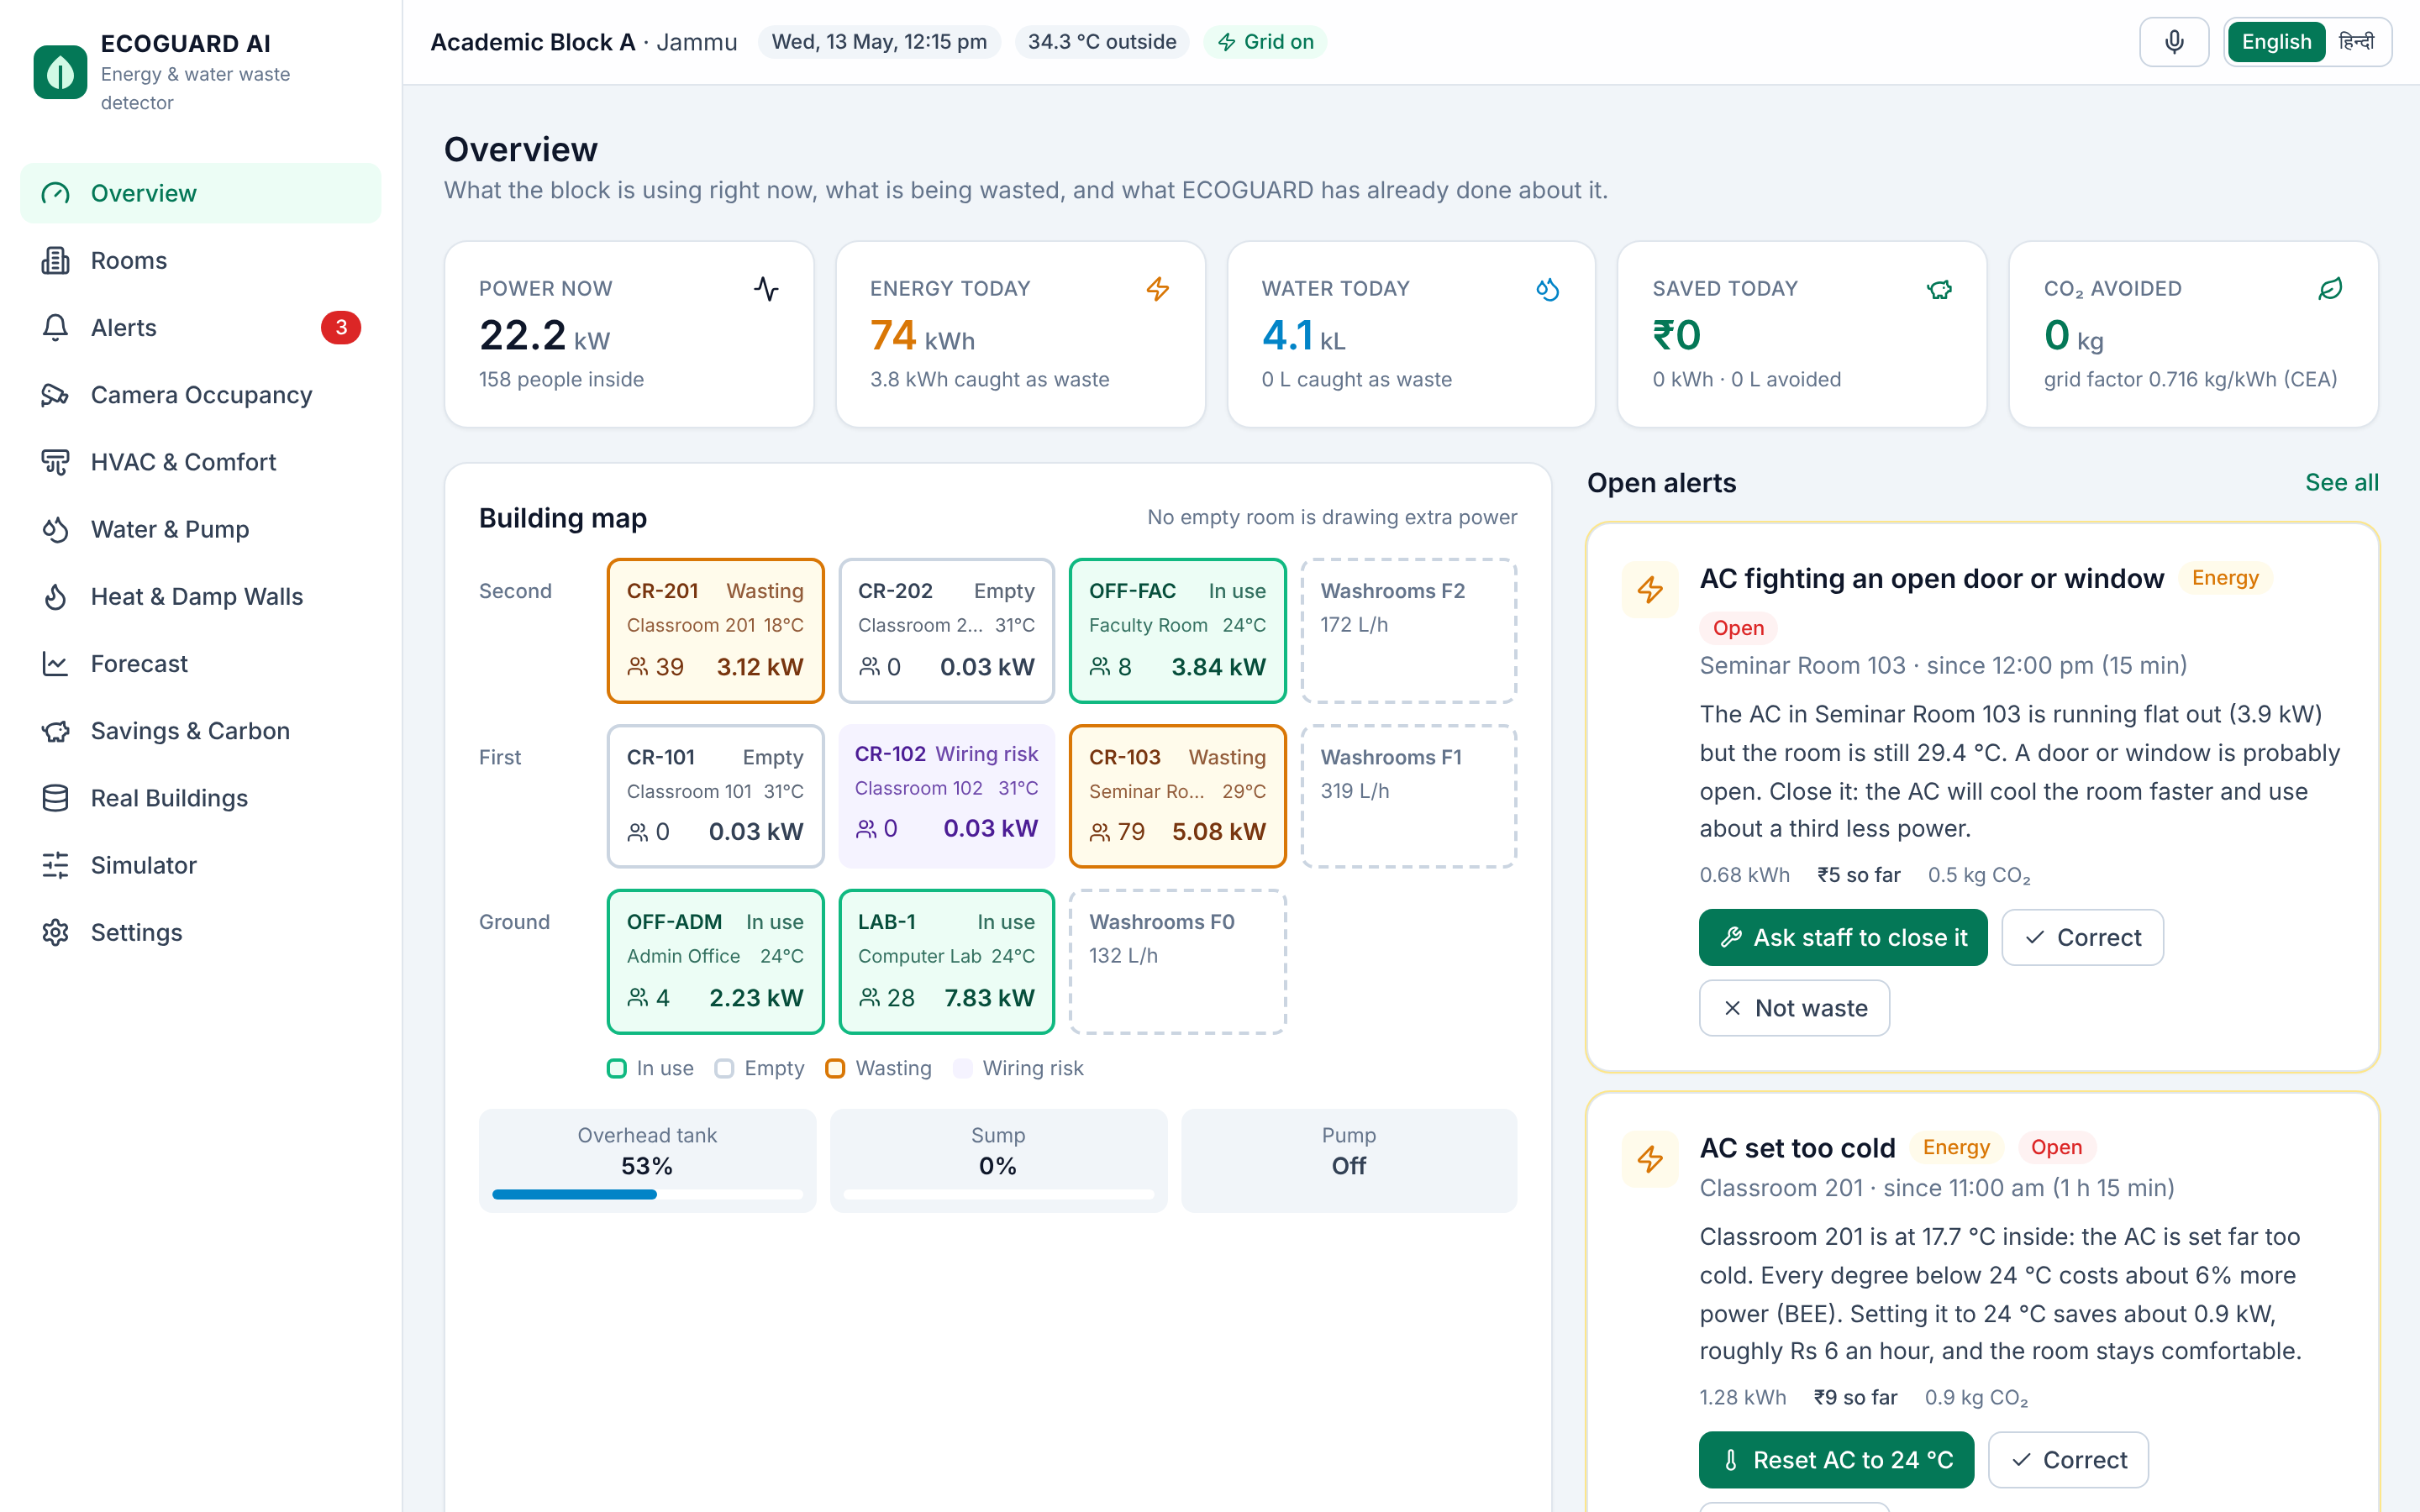 ECOGUARD AI
Energy & water waste
detector
Overview
Rooms
Alerts 3
Camera Occupancy
HVAC & Comfort
Water & Pump
Heat & Damp Walls
Forecast
Savings & Carbon
Real Buildings
Simulator
Settings
Academic Block A · Jammu Wed, 13 May, 12:15 pm 34.3 °C outside Grid on English हिन्दी
Overview
What the block is using right now, what is being wasted, and what ECOGUARD has already done about it.
POWER NOW
22.2 kW
158 people inside
ENERGY TODAY
74 kWh
3.8 kWh caught as waste
WATER TODAY
4.1 kL
0 L caught as waste
SAVED TODAY
₹0
0 kWh · 0 L avoided
CO₂ AVOIDED
0 kg
grid factor 0.716 kg/kWh (CEA)
Building map No empty room is drawing extra power
Second
CR-201 Wasting
Classroom 201 18°C
39 3.12 kW
CR-202 Empty
Classroom 2... 31°C
0 0.03 kW
OFF-FAC In use
Faculty Room 24°C
8 3.84 kW
Washrooms F2
172 L/h
First
CR-101 Empty
Classroom 101 31°C
0 0.03 kW
CR-102 Wiring risk
Classroom 102 31°C
0 0.03 kW
CR-103 Wasting
Seminar Ro... 29°C
79 5.08 kW
Washrooms F1
319 L/h
Ground
OFF-ADM In use
Admin Office 24°C
4 2.23 kW
LAB-1 In use
Computer Lab 24°C
28 7.83 kW
Washrooms F0
132 L/h
In use Empty Wasting Wiring risk
Overhead tank
53%
Sump
0%
Pump
Off
Open alerts See all
AC fighting an open door or window Energy
Open
Seminar Room 103 · since 12:00 pm (15 min)
The AC in Seminar Room 103 is running flat out (3.9 kW)
but the room is still 29.4 °C. A door or window is probably
open. Close it: the AC will cool the room faster and use
about a third less power.
0.68 kWh ₹5 so far 0.5 kg CO₂
Ask staff to close it Correct
Not waste
AC set too cold Energy Open
Classroom 201 · since 11:00 am (1 h 15 min)
Classroom 201 is at 17.7 °C inside: the AC is set far too
cold. Every degree below 24 °C costs about 6% more
power (BEE). Setting it to 24 °C saves about 0.9 kW,
roughly Rs 6 an hour, and the room stays comfortable.
1.28 kWh ₹9 so far 0.9 kg CO₂
Reset AC to 24 °C Correct